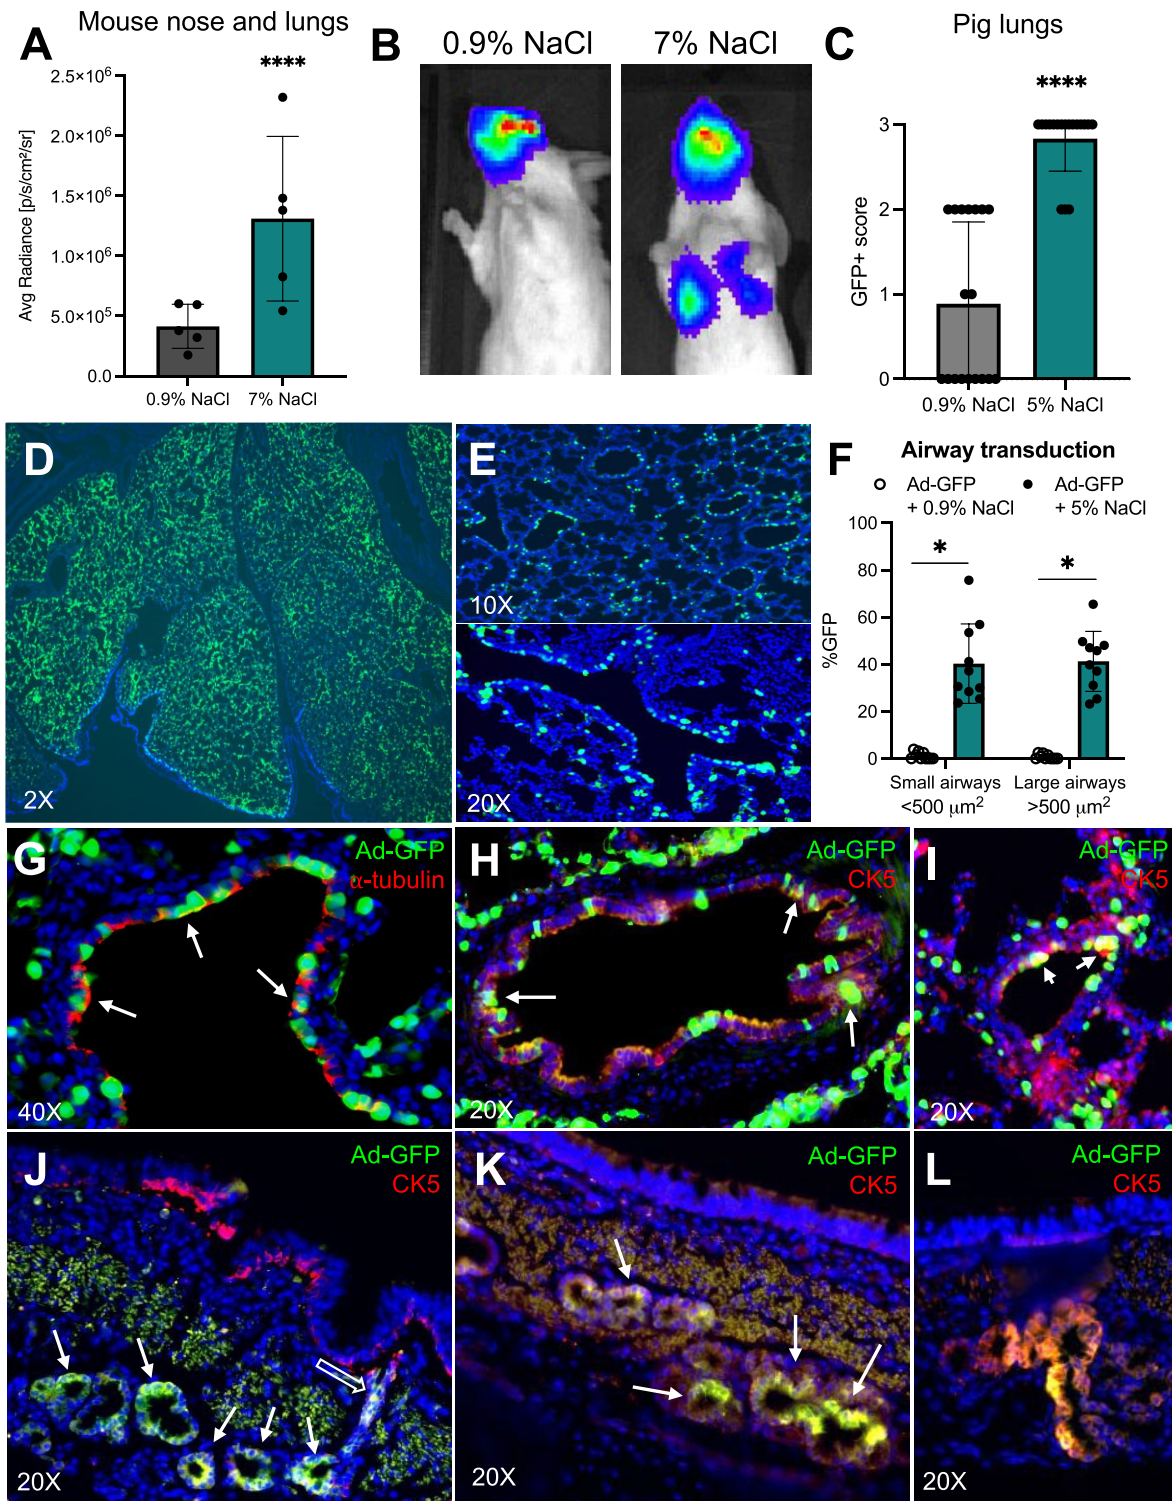 Mouse nose and lungs
A
****
2.5×10⁶
2.0×10⁶
1.5×10⁶
1.0×10⁶
5.0×10⁵
0.0
Avg Radiance [p/s/cm²/sr]
0.9% NaCl
7% NaCl
B
0.9% NaCl
7% NaCl
Pig lungs
C
****
3
2
1
0
GFP+ score
0.9% NaCl
5% NaCl
D
2X
E
10X
20X
F
Airway transduction
Ad-GFP
+ 0.9% NaCl
Ad-GFP
+ 5% NaCl
100
80
60
40
20
0
%GFP
*
*
Small airways
<500 μm²
Large airways
>500 μm²
G
Ad-GFP
α-tubulin
40X
H
Ad-GFP
CK5
20X
I
Ad-GFP
CK5
20X
J
Ad-GFP
CK5
20X
K
Ad-GFP
CK5
20X
L
Ad-GFP
CK5
20X